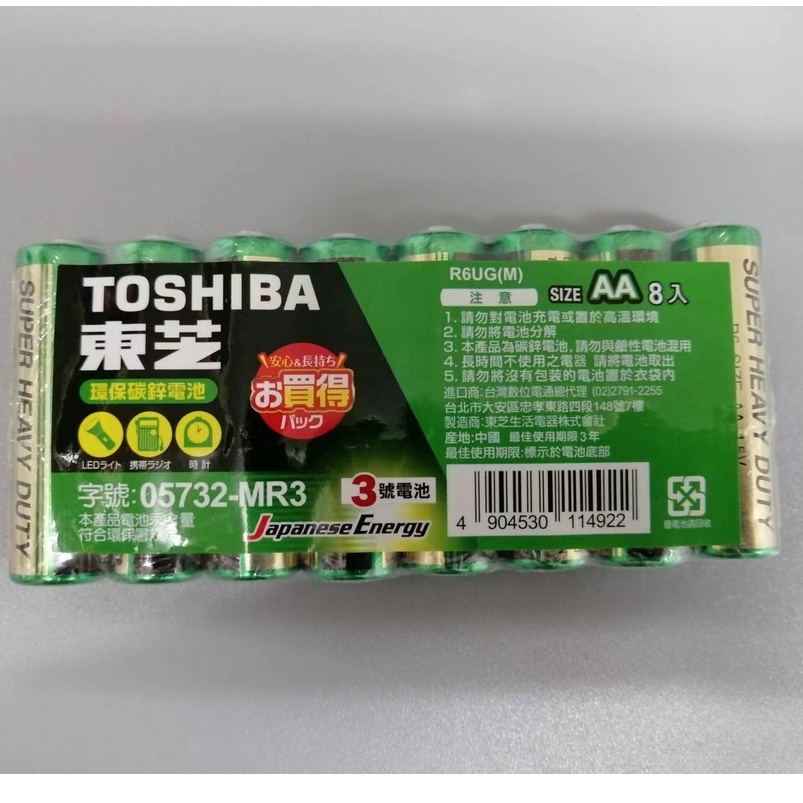 TOSHIBA
東芝
環保碳鋅電池
LEDライト 携帯ラジオ 時計
字號:05732-MR3
本產品電池汞含量
符合環保署規定
安心&長持ち
お買得
パック
3號電池
Japanese Energy
R6UG(M)
注意 SIZE AA 8入
1. 請勿對電池充電或置於高溫環境
2. 請勿將電池分解
3. 本產品為碳鋅電池, 請勿與鹼性電池混用
4. 長時間不使用之電器 請將電池取出
5. 請勿將沒有包裝的電池置於衣袋內
進口商: 台灣數位電通總代理 (02)2791-2255
台北市大安區忠孝東路四段148號7樓
製造商: 東芝生活電器株式會社
產地:中國 最佳使用期限3年
最佳使用期限:標示於電池底部
4 904530 114922
廢電池請回收
SUPER HEAVY DUTY
SUPER HEAVY DUTY
R6 SIZE AA 1.5V